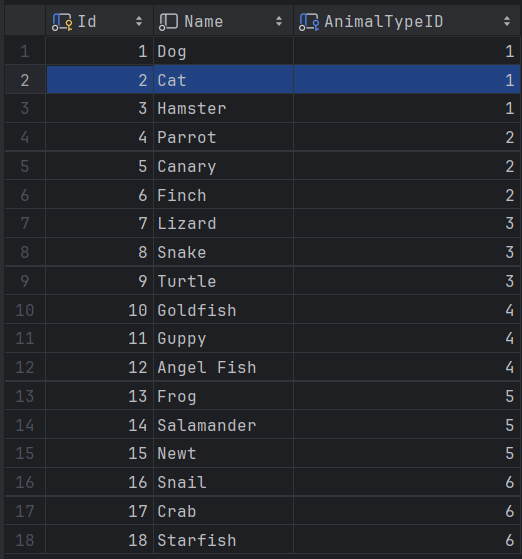 Id Name AnimalTypeID
1 1 Dog 1
2 2 Cat 1
3 3 Hamster 1
4 4 Parrot 2
5 5 Canary 2
6 6 Finch 2
7 7 Lizard 3
8 8 Snake 3
9 9 Turtle 3
10 10 Goldfish 4
11 11 Guppy 4
12 12 Angel Fish 4
13 13 Frog 5
14 14 Salamander 5
15 15 Newt 5
16 16 Snail 6
17 17 Crab 6
18 18 Starfish 6